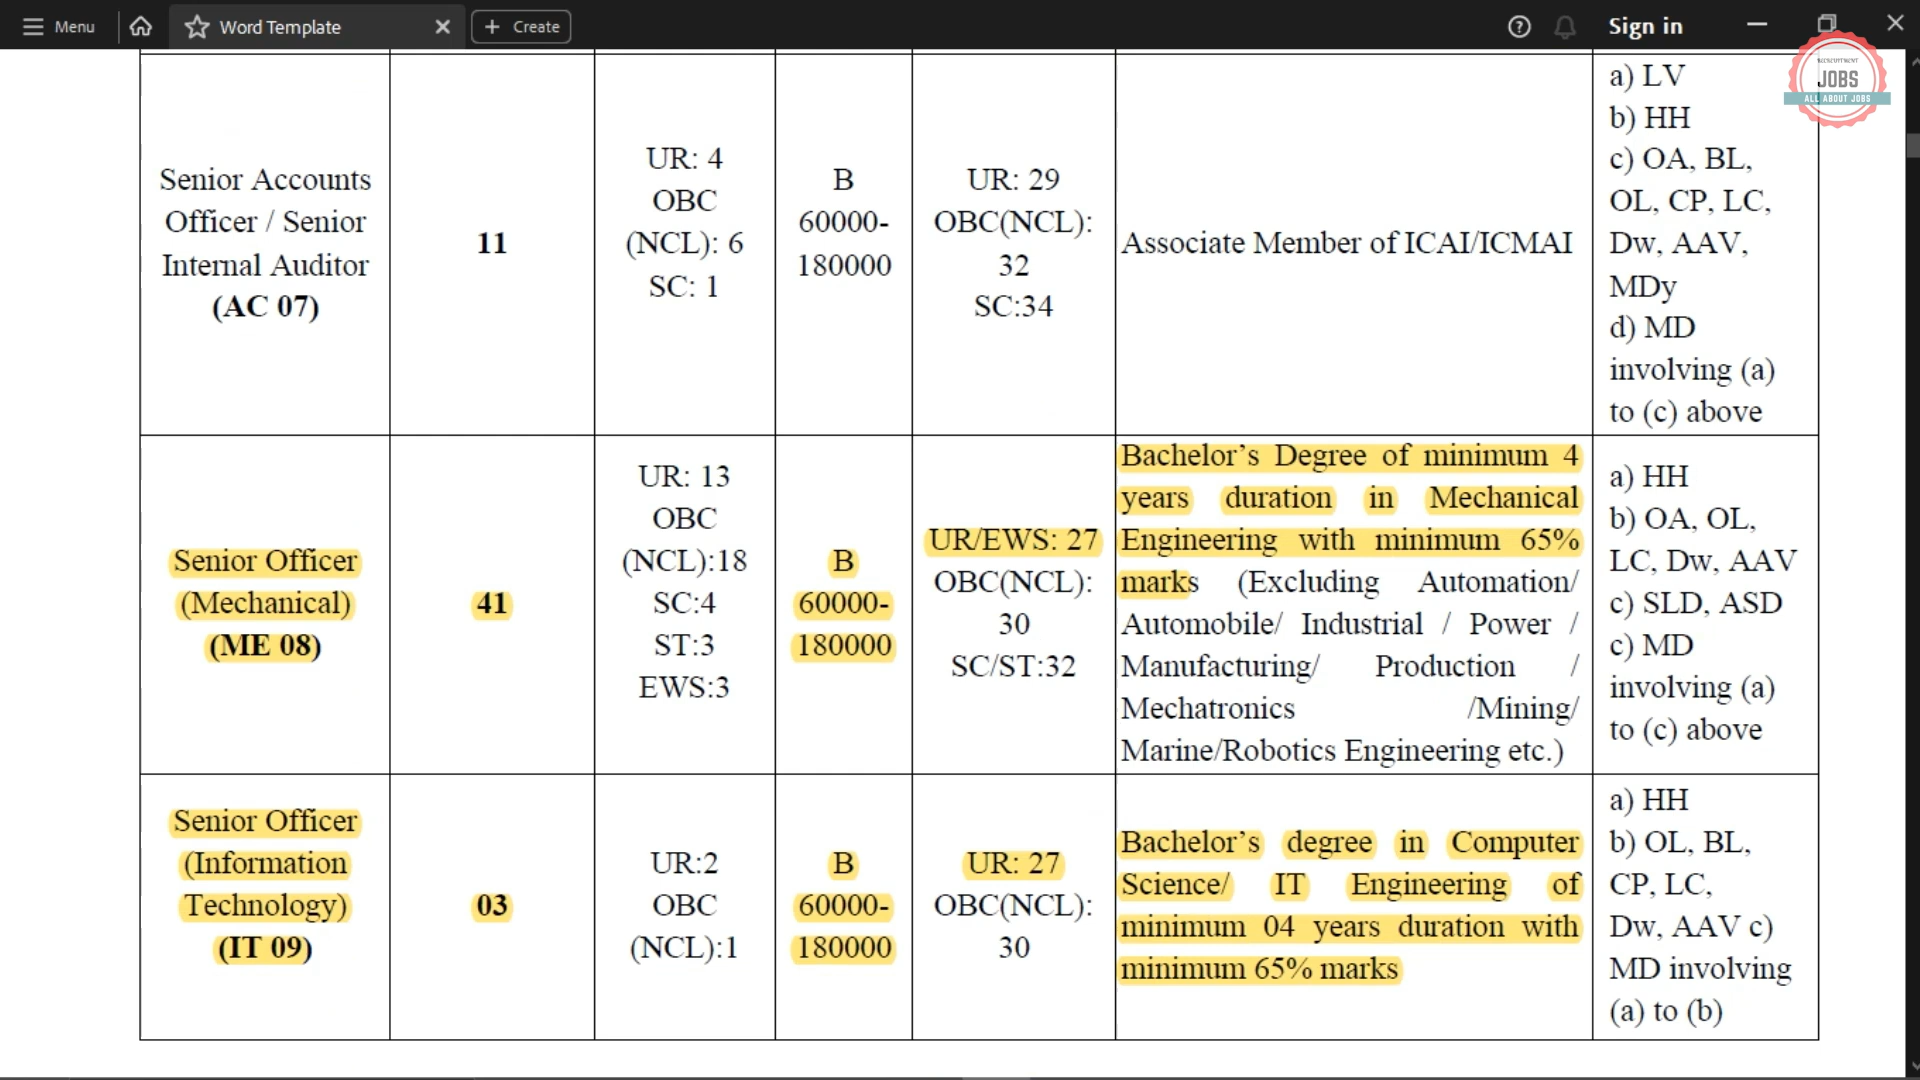 Menu
Word Template
Create
Sign in
RECRUITMENT
JOBS
ALL ABOUT JOBS
Senior Accounts
Officer / Senior
Internal Auditor
(AC 07)
11
UR: 4
OBC
(NCL): 6
SC: 1
B
60000-
180000
UR: 29
OBC(NCL):
32
SC:34
Associate Member of ICAI/ICMAI
a) LV
b) HH
c) OA, BL,
OL, CP, LC,
Dw, AAV,
MDy
d) MD
involving (a)
to (c) above
Senior Officer
(Mechanical)
(ME 08)
41
UR: 13
OBC
(NCL):18
SC:4
ST:3
EWS:3
B
60000-
180000
UR/EWS: 27
OBC(NCL):
30
SC/ST:32
Bachelor’s Degree of minimum 4
years duration in Mechanical
Engineering with minimum 65%
marks (Excluding Automation/
Automobile/ Industrial / Power /
Manufacturing/ Production /
Mechatronics /Mining/
Marine/Robotics Engineering etc.)
a) HH
b) OA, OL,
LC, Dw, AAV
c) SLD, ASD
c) MD
involving (a)
to (c) above
Senior Officer
(Information
Technology)
(IT 09)
03
UR:2
OBC
(NCL):1
B
60000-
180000
UR: 27
OBC(NCL):
30
Bachelor’s degree in Computer
Science/ IT Engineering of
minimum 04 years duration with
minimum 65% marks
a) HH
b) OL, BL,
CP, LC,
Dw, AAV c)
MD involving
(a) to (b)